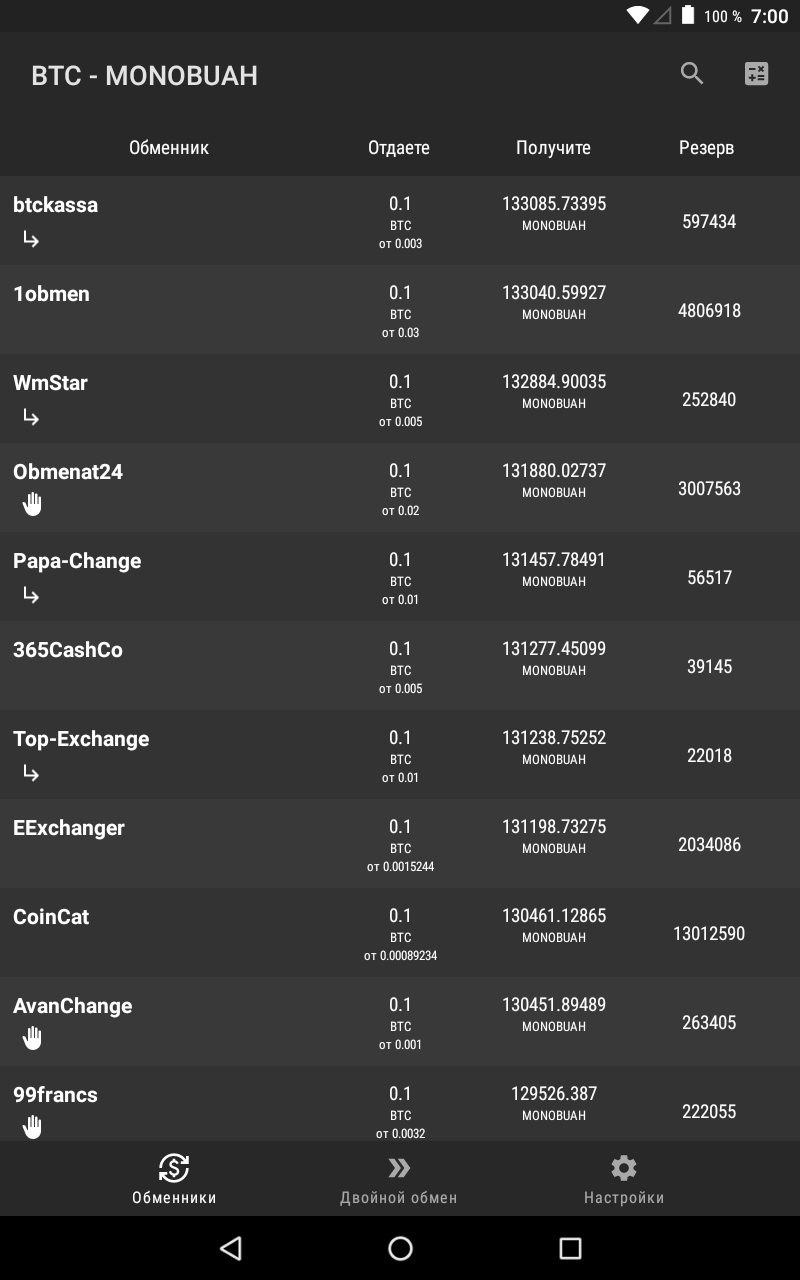 100 % 7:00
BTC - MONOBUAH
Обменник Отдаете Получите Резерв
btckassa 0.1 133085.73395 597434
BTC MONOBUAH
от 0.003
1obmen 0.1 133040.59927 4806918
BTC MONOBUAH
от 0.03
WmStar 0.1 132884.90035 252840
BTC MONOBUAH
от 0.005
Obmenat24 0.1 131880.02737 3007563
BTC MONOBUAH
от 0.02
Papa-Change 0.1 131457.78491 56517
BTC MONOBUAH
от 0.01
365CashCo 0.1 131277.45099 39145
BTC MONOBUAH
от 0.005
Top-Exchange 0.1 131238.75252 22018
BTC MONOBUAH
от 0.01
EExchanger 0.1 131198.73275 2034086
BTC MONOBUAH
от 0.0015244
CoinCat 0.1 130461.12865 13012590
BTC MONOBUAH
от 0.00089234
AvanChange 0.1 130451.89489 263405
BTC MONOBUAH
от 0.001
99francs 0.1 129526.387 222055
BTC MONOBUAH
от 0.0032
Обменники Двойной обмен Настройки